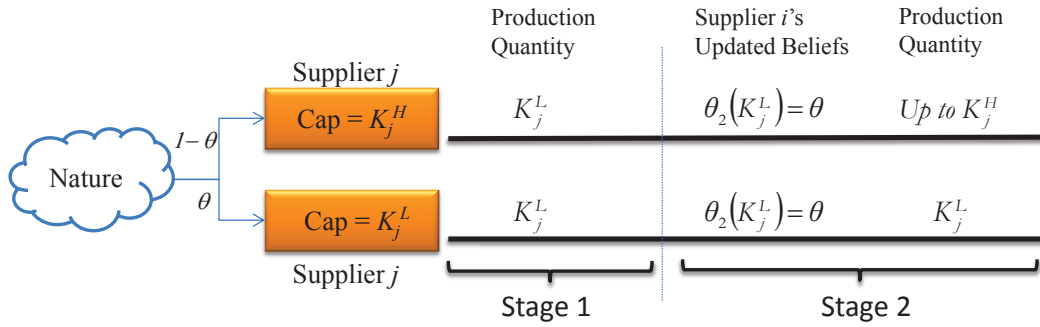 Production Quantity
Supplier i's Updated Beliefs
Production Quantity
Supplier j
Cap = K_j^H
K_j^L
θ_2(K_j^L) = θ
Up to K_j^H
1−θ
Nature
θ
Cap = K_j^L
K_j^L
θ_2(K_j^L) = θ
K_j^L
Supplier j
Stage 1
Stage 2